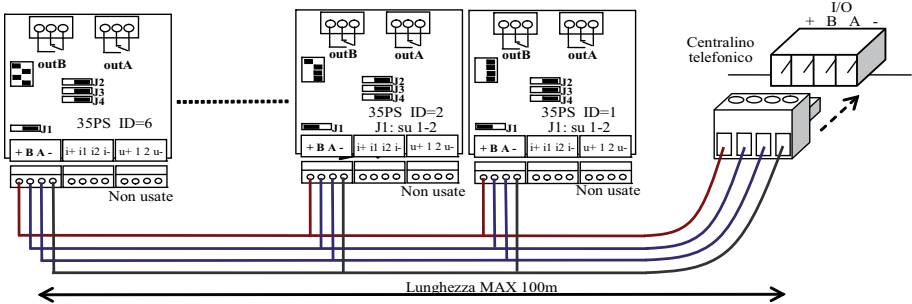 I/O
+ B A -
Centralino
telefonico
outB outA
J2
J3
J4
35PS ID=6
J1
+ B A - i+ i1 i2 i- u+ 1 2 u-
Non usate
outB outA
J2
J3
J4
35PS ID=2
J1 J1: su 1-2
+ B A - i+ i1 i2 i- u+ 1 2 u-
Non usate
outB outA
J2
J3
J4
35PS ID=1
J1 J1: su 1-2
+ B A - i+ i1 i2 i- u+ 1 2 u-
Non usate
Lunghezza MAX 100m